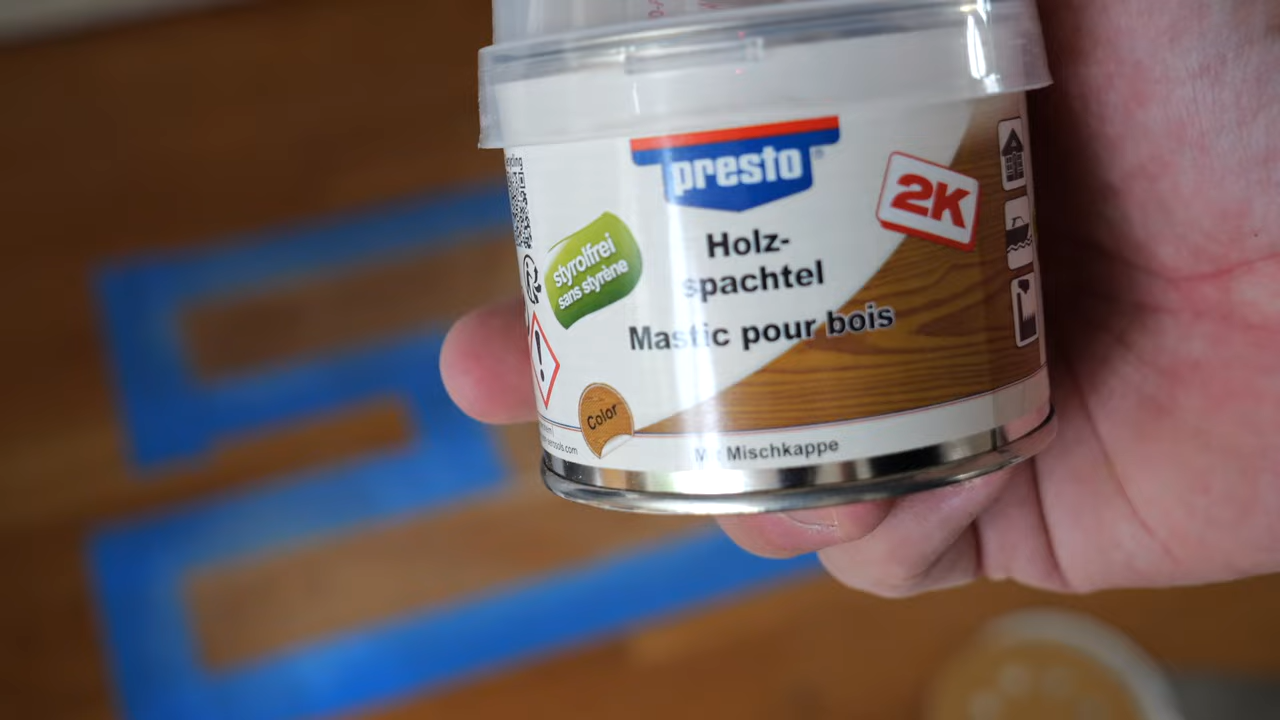 presto
2K
Holz-
spachtel
styrolfrei
sans styrène
Mastic pour bois
Color
Mischkappe